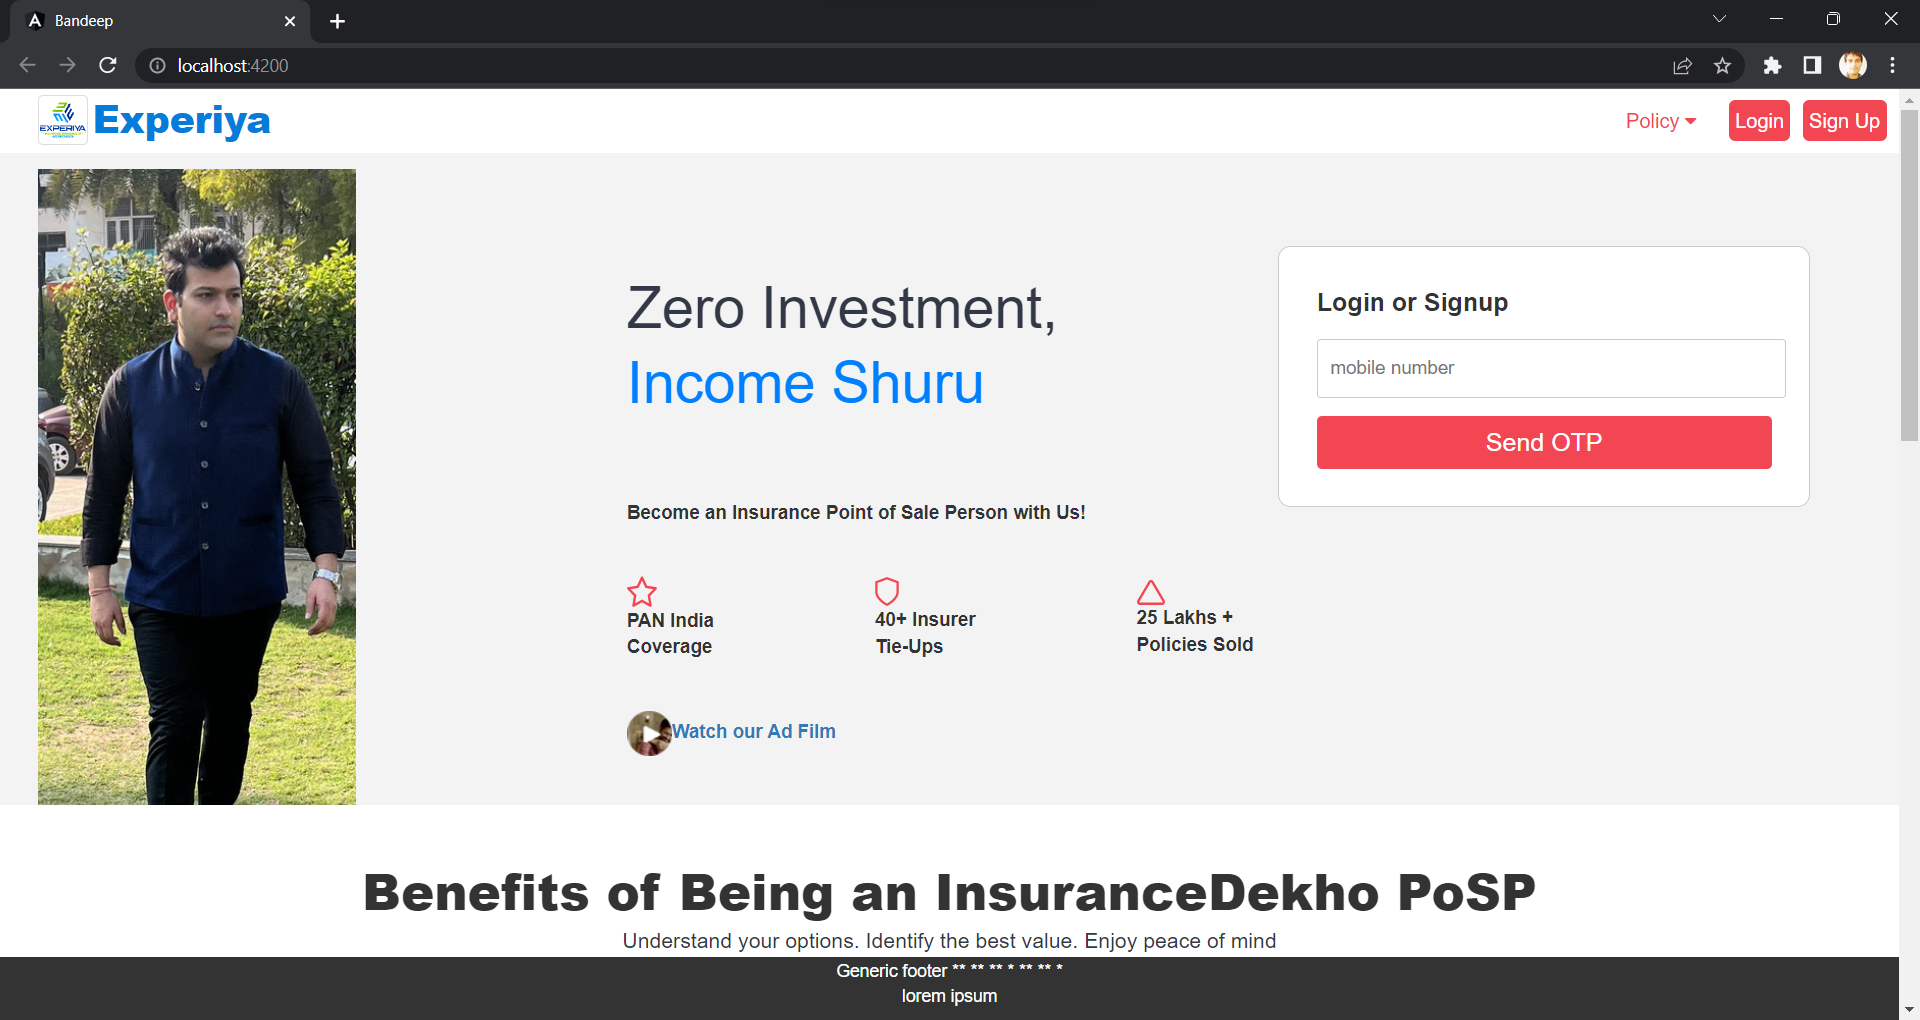 Bandeep
localhost:4200
EXPERIYA
Experiya
Policy
Login
Sign Up
Zero Investment,
Income Shuru
Login or Signup
mobile number
Send OTP
Become an Insurance Point of Sale Person with Us!
PAN India
Coverage
40+ Insurer
Tie-Ups
25 Lakhs +
Policies Sold
Watch our Ad Film
Benefits of Being an InsuranceDekho PoSP
Understand your options. Identify the best value. Enjoy peace of mind
Generic footer ** ** ** * ** ** *
lorem ipsum